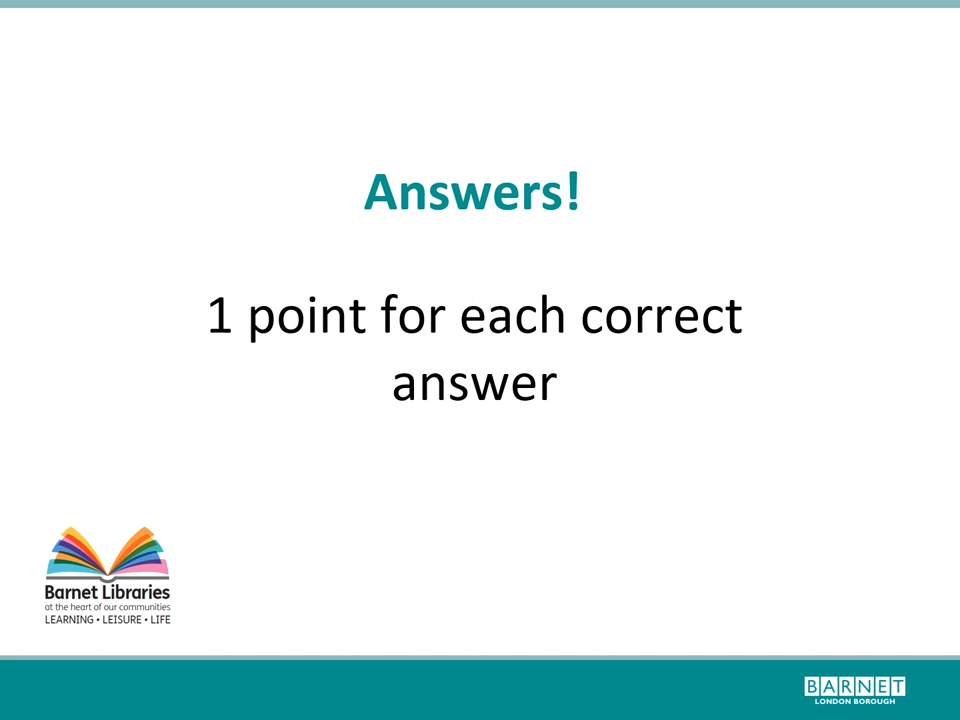 Answers!
1 point for each correct
answer
Barnet Libraries
at the heart of our communities
LEARNING • LEISURE • LIFE
BARNET
LONDON BOROUGH